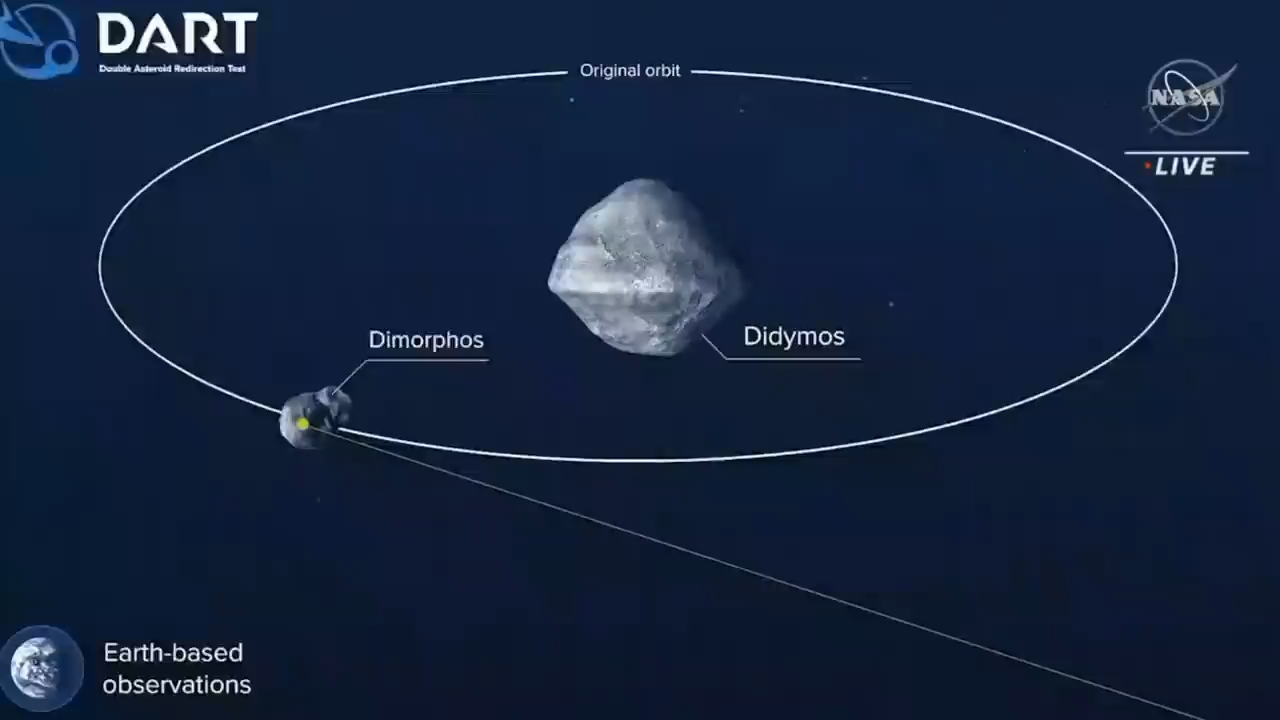 DART
Double Asteroid Redirection Test
Original orbit
NASA
LIVE
Dimorphos
Didymos
Earth-based
observations